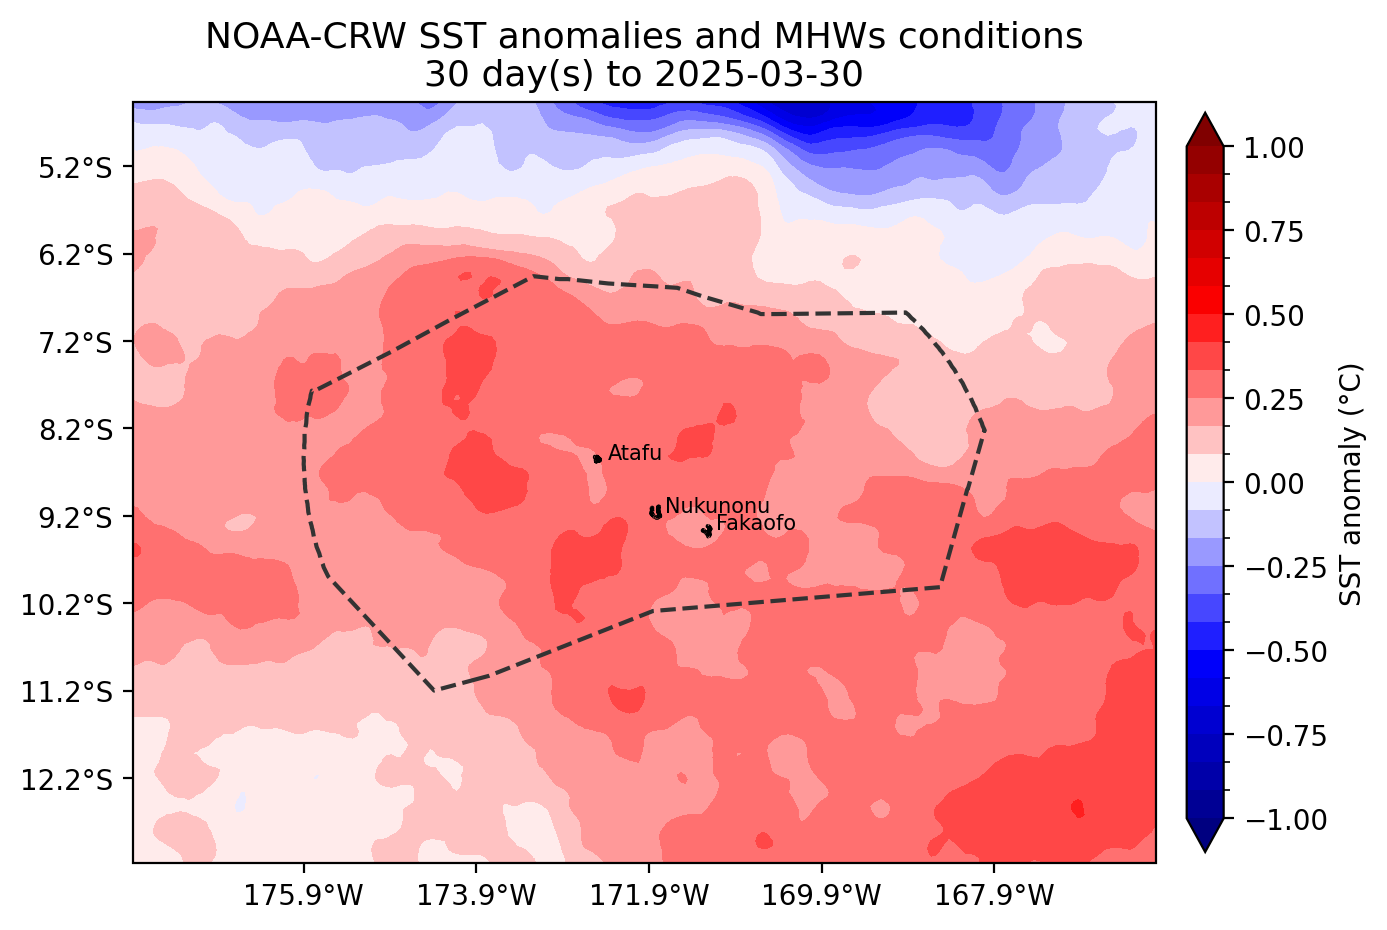 NOAA-CRW SST anomalies and MHWs conditions
30 day(s) to 2025-03-30
5.2°S
6.2°S
7.2°S
8.2°S
9.2°S
10.2°S
11.2°S
12.2°S
Atafu
Nukunonu
Fakaofo
175.9°W
173.9°W
171.9°W
169.9°W
167.9°W
1.00
0.75
0.50
0.25
0.00
−0.25
−0.50
−0.75
−1.00
SST anomaly (°C)